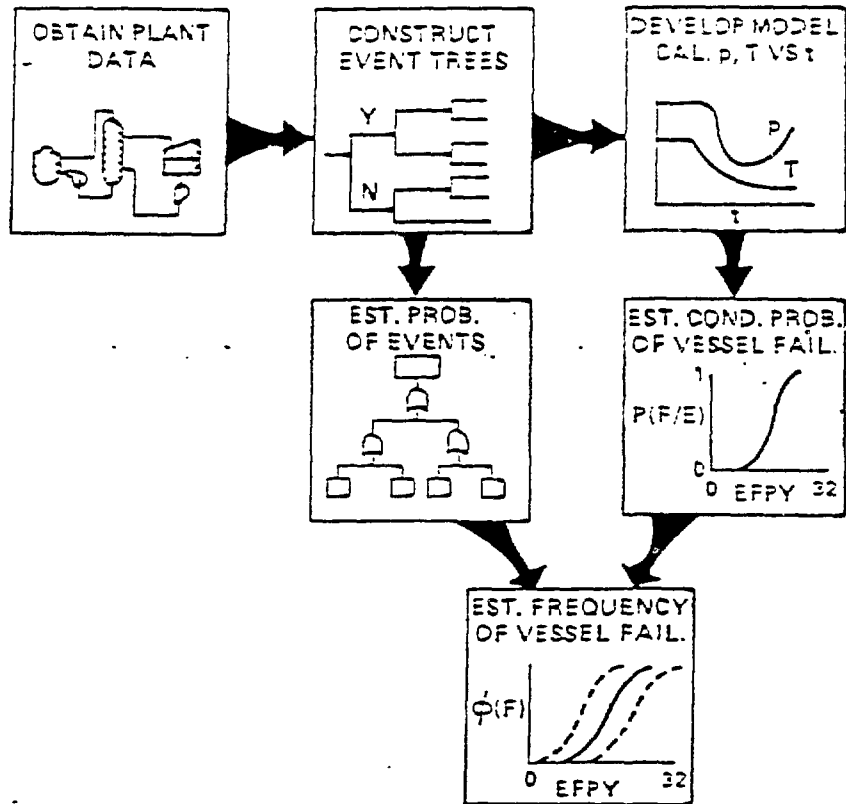 OBTAIN PLANT
DATA
CONSTRUCT
EVENT TREES
Y
N
DEVELOP MODEL
CAL. p, T VS t
P
T
t
EST. PROB.
OF EVENTS
EST. COND. PROB.
OF VESSEL FAIL.
1
P(F/E)
0
0 EFPY 32
EST. FREQUENCY
OF VESSEL FAIL.
ϕ(F)
0 EFPY 32